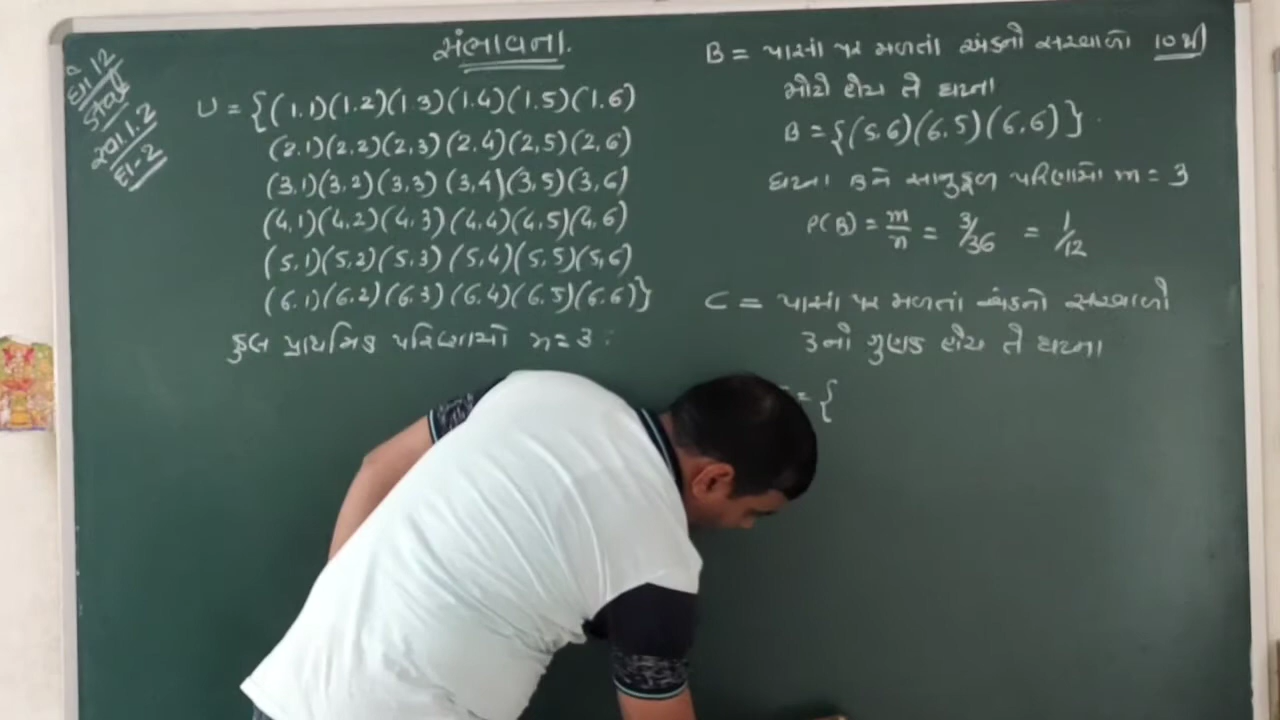 ધો 12
Stat
સંભાવના.
U = {(1.1)(1.2)(1.3)(1.4)(1.5)(1.6)
(2.1)(2.2)(2,3)(2.4)(2,5)(2,6)
(3,1)(3,2)(3,3)(3,4)(3,5)(3,6)
(4,1)(4,2)(4,3)(4,4)(4,5)(4,6)
(5,1)(5,2)(5,3)(5,4)(5,5)(5,6)
(6.1)(6.2)(6.3)(6.4)(6.5)(6.6)}
કુલ પ્રાથમિક પરિણામો n = 3
B = પાસા પર મળતાં અંકનો સરવાળો 10 થી
મોટો હોય તે ઘટના
B = {(5.6)(6.5)(6.6)}.
ઘટના B ને સાનુકૂળ પરિણામો m = 3
P(B) = m/n = 3/36 = 1/12
C = પાસા પર મળતાં અંકનો સરવાળો
3નો ગુણક હોય તે ઘટના
= {